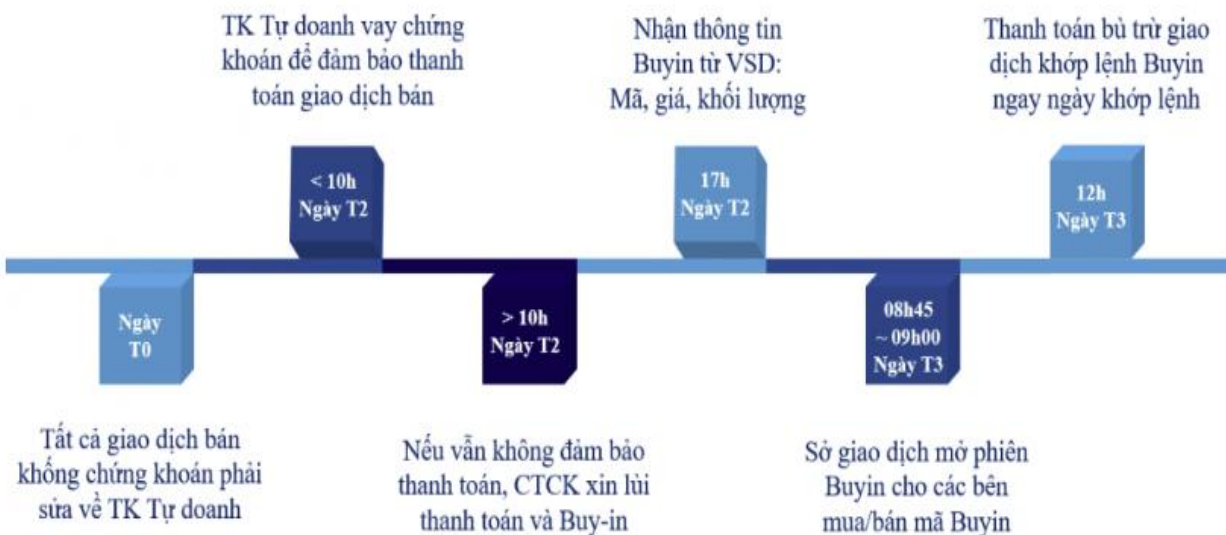 TK Tự doanh vay chứng
khoán để đảm bảo thanh
toán giao dịch bán
Nhận thông tin
Buyin từ VSD:
Mã, giá, khối lượng
Thanh toán bù trừ giao
dịch khớp lệnh Buyin
ngay ngày khớp lệnh
< 10h
Ngày T2
17h
Ngày T2
12h
Ngày T3
Ngày
T0
> 10h
Ngày T2
08h45
~ 09h00
Ngày T3
Tất cả giao dịch bán
khống chứng khoán phải
sửa về TK Tự doanh
Nếu vẫn không đảm bảo
thanh toán, CTCK xin lùi
thanh toán và Buy-in
Sở giao dịch mở phiên
Buyin cho các bên
mua/bán mã Buyin